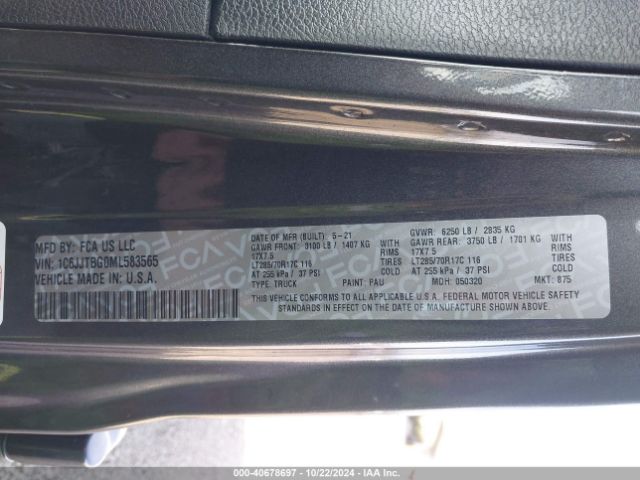 MFD BY: FCA US LLC
VIN: 1C6JJTBG0ML583565
VEHICLE MADE IN: U.S.A.
DATE OF MFR (BUILT): 5-21 GVWR: 6250 LB / 2835 KG
GAWR FRONT: 3100 LB / 1407 KG WITH GAWR REAR: 3750 LB / 1701 KG WITH
17X7.5 RIMS 17X7.5 RIMS
LT285/70R17C 116 TIRES LT285/70R17C 116 TIRES
AT 255 kPa / 37 PSI AT 255 kPa / 37 PSI
TYPE: TRUCK PAINT: PAU MDH: 050320 MKT: 875
THIS VEHICLE CONFORMS TO ALL APPLICABLE U.S.A. FEDERAL MOTOR VEHICLE SAFETY
STANDARDS IN EFFECT ON THE DATE OF MANUFACTURE SHOWN ABOVE.
000-40678697 - 10/22/2024 - IAA Inc.